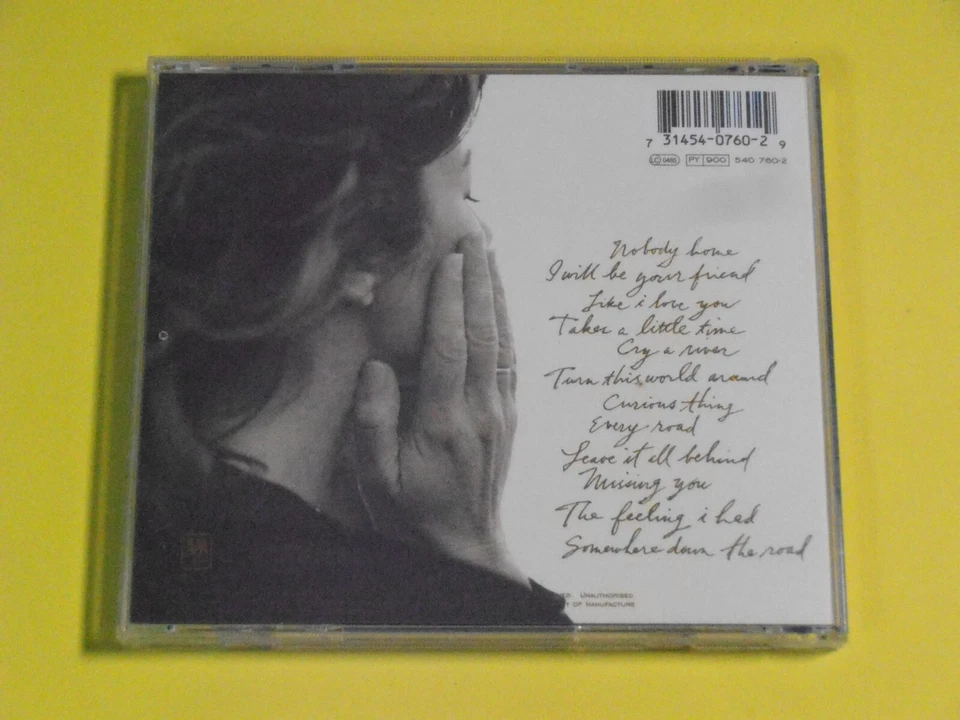 7 31454-0760-2 9
LC 0485 PY 900 540 760-2
Nobody home
I will be your friend
Like i love you
Takes a little time
Cry a river
Turn this world around
Curious thing
Every road
Leave it all behind
Missing you
The feeling i had
Somewhere down the road
Unauthorised
of manufacture